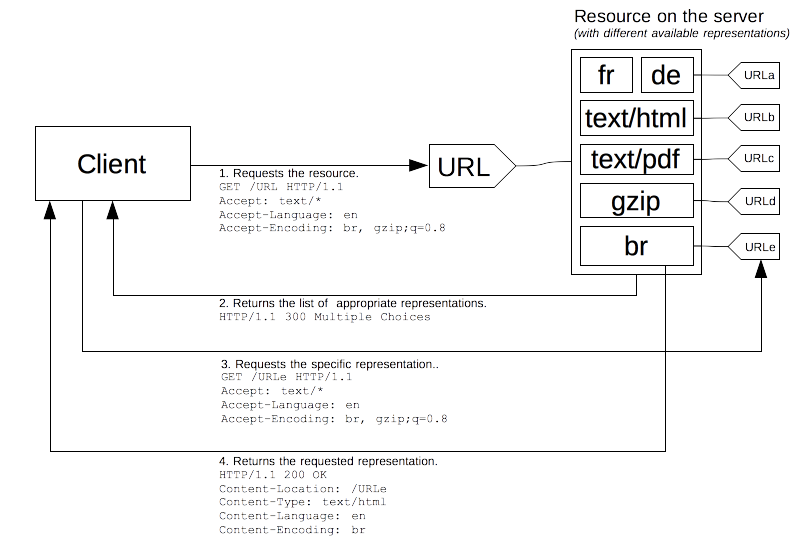 Resource on the server
(with different available representations)
fr
de
URLa
text/html
URLb
Client
URL
text/pdf
URLc
1. Requests the resource.
GET /URL HTTP/1.1
Accept: text/*
Accept-Language: en
Accept-Encoding: br, gzip;q=0.8
gzip
URLd
br
URLe
2. Returns the list of appropriate representations.
HTTP/1.1 300 Multiple Choices
3. Requests the specific representation..
GET /URLe HTTP/1.1
Accept: text/*
Accept-Language: en
Accept-Encoding: br, gzip;q=0.8
4. Returns the requested representation.
HTTP/1.1 200 OK
Content-Location: /URLe
Content-Type: text/html
Content-Language: en
Content-Encoding: br